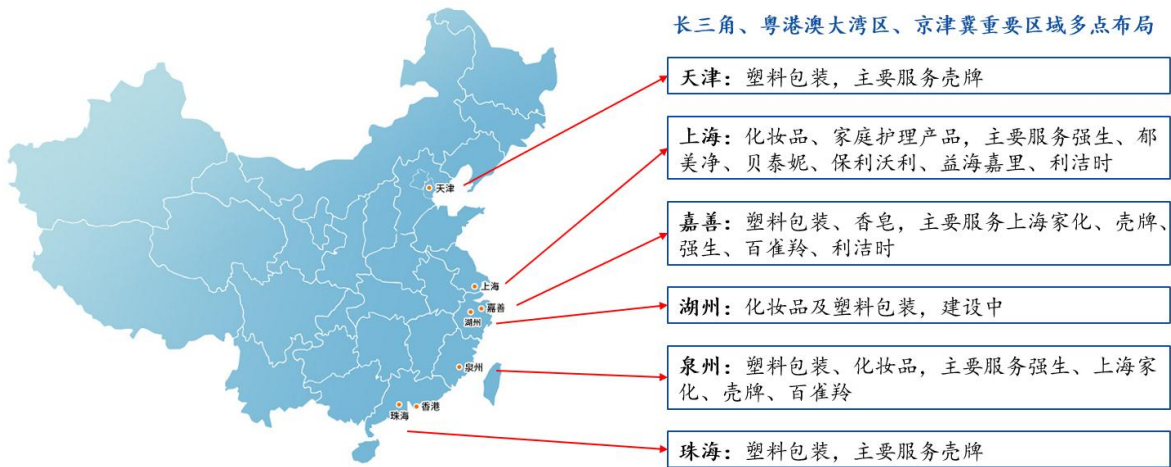 长三角、粤港澳大湾区、京津冀重要区域多点布局
天津：塑料包装，主要服务壳牌
上海：化妆品、家庭护理产品，主要服务强生、郁
美净、贝泰妮、保利沃利、益海嘉里、利洁时
嘉善：塑料包装、香皂，主要服务上海家化、壳牌、
强生、百雀羚、利洁时
湖州：化妆品及塑料包装，建设中
泉州：塑料包装、化妆品，主要服务强生、上海家
化、壳牌、百雀羚
珠海：塑料包装，主要服务壳牌
天津
上海
嘉善
湖州
泉州
珠海
香港